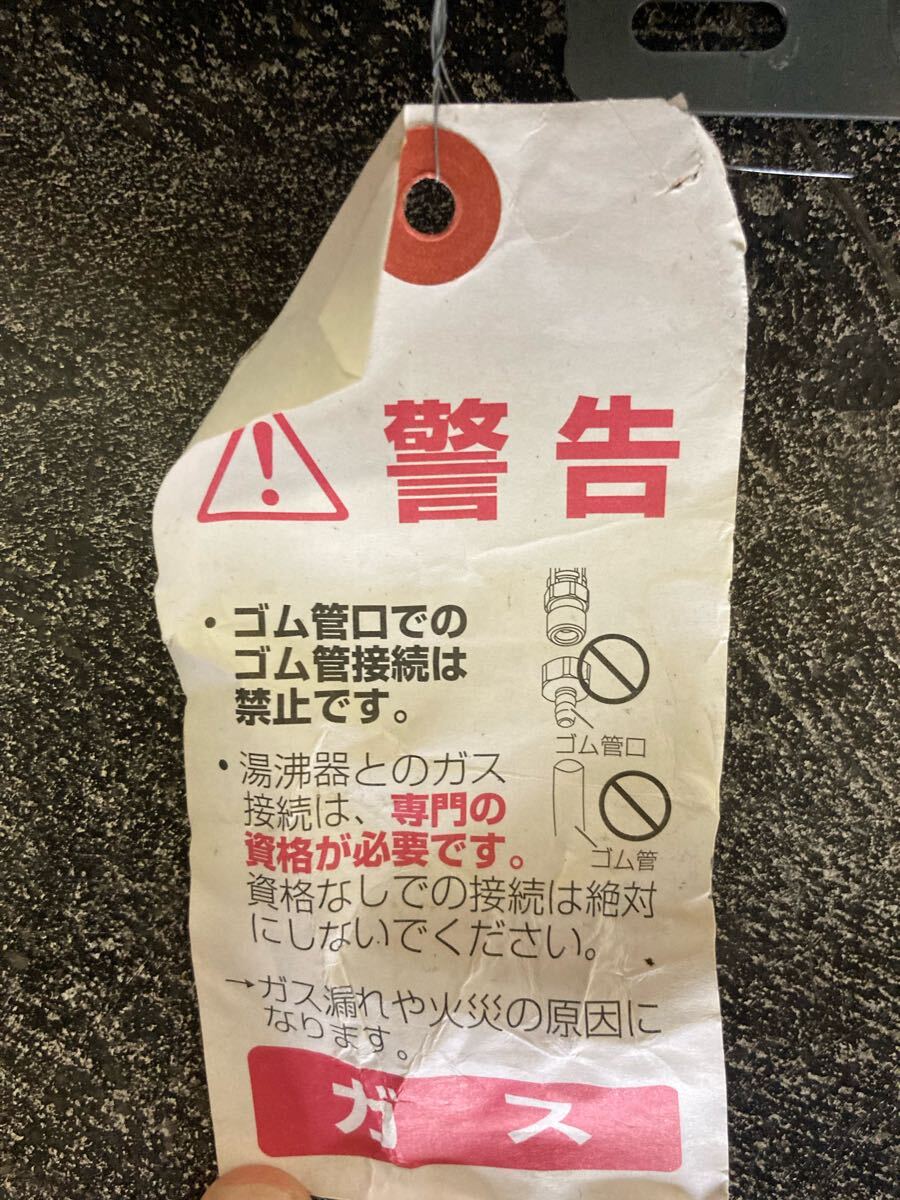 警告
・ゴム管口での
ゴム管接続は
禁止です。
ゴム管口
・湯沸器とのガス
接続は、専門の
資格が必要です。
ゴム管
資格なしでの接続は絶対
にしないでください。
→ガス漏れや火災の原因に
なります。
ガス